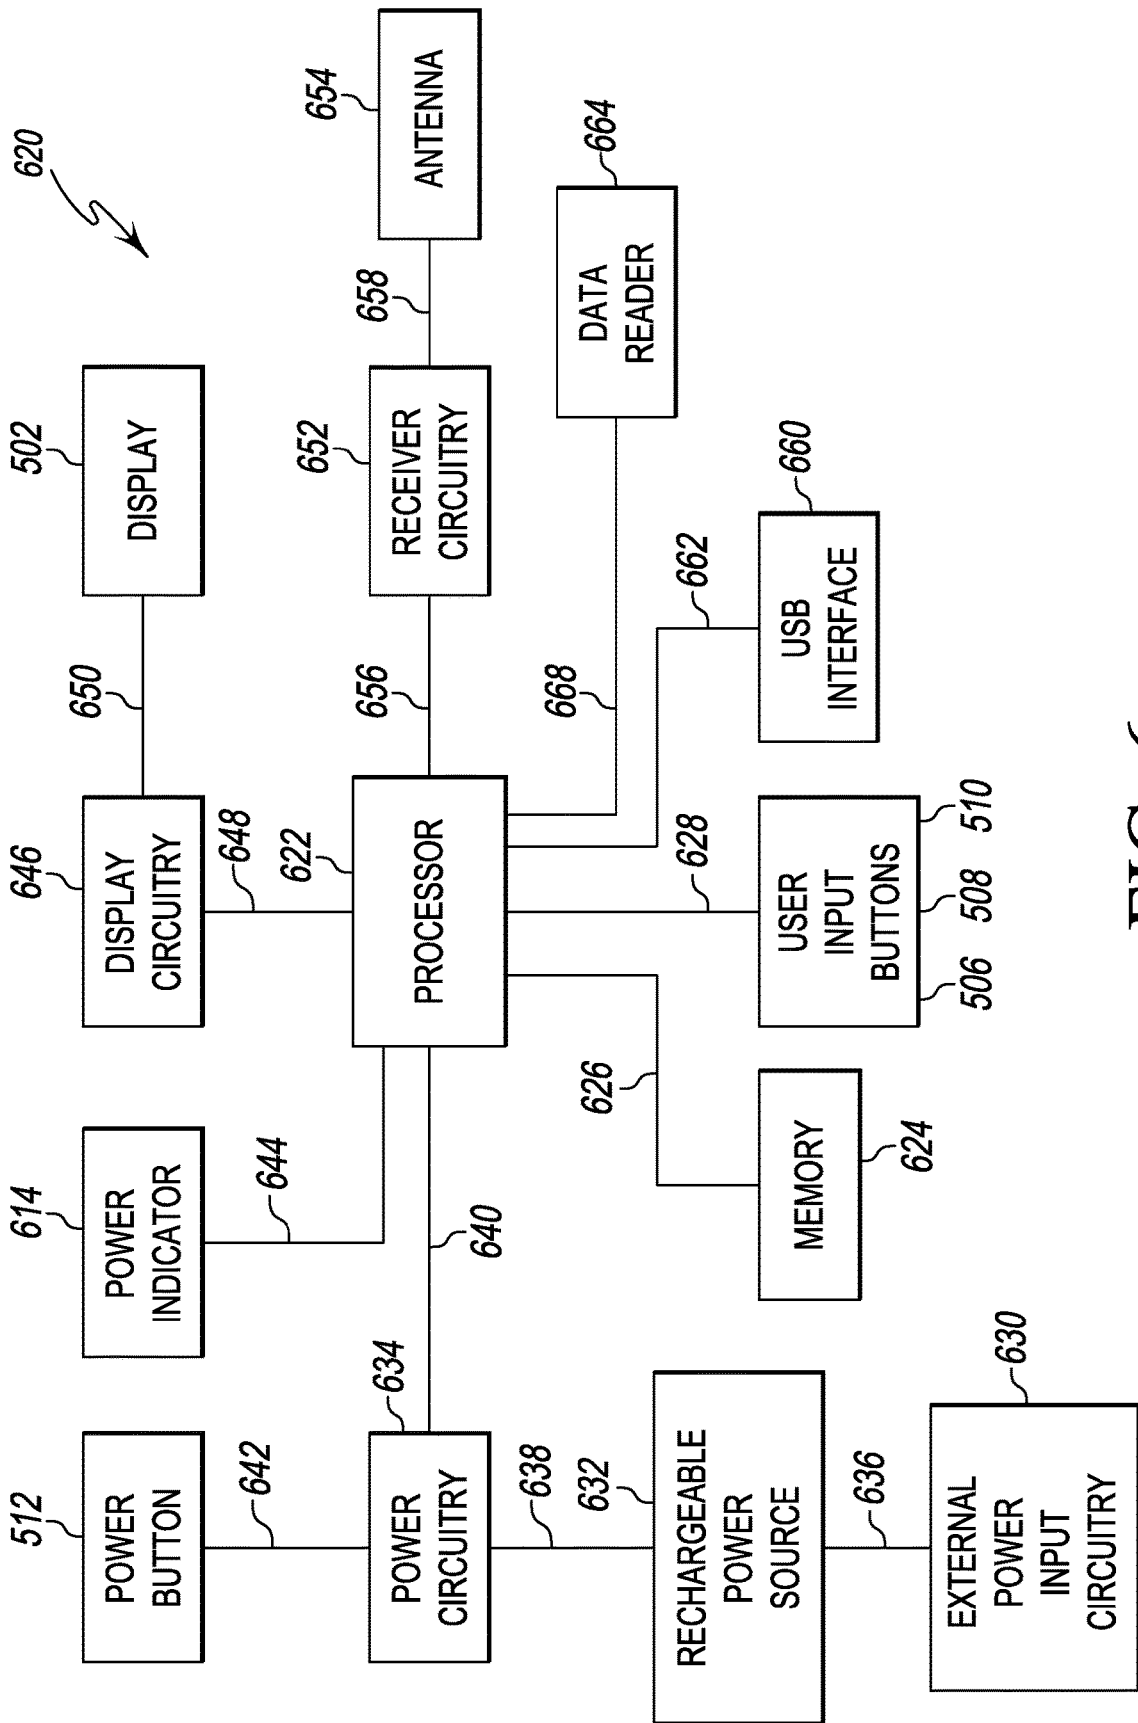 512
POWER
BUTTON
614
POWER
INDICATOR
646
DISPLAY
CIRCUITRY
650
502
DISPLAY
620
642
644
648
634
POWER
CIRCUITRY
640
622
PROCESSOR
656
652
RECEIVER
CIRCUITRY
658
654
ANTENNA
638
626
628
662
668
664
DATA
READER
632
RECHARGEABLE
POWER
SOURCE
636
624
MEMORY
USER
INPUT
BUTTONS
506
508
510
660
USB
INTERFACE
630
EXTERNAL
POWER
INPUT
CIRCUITRY